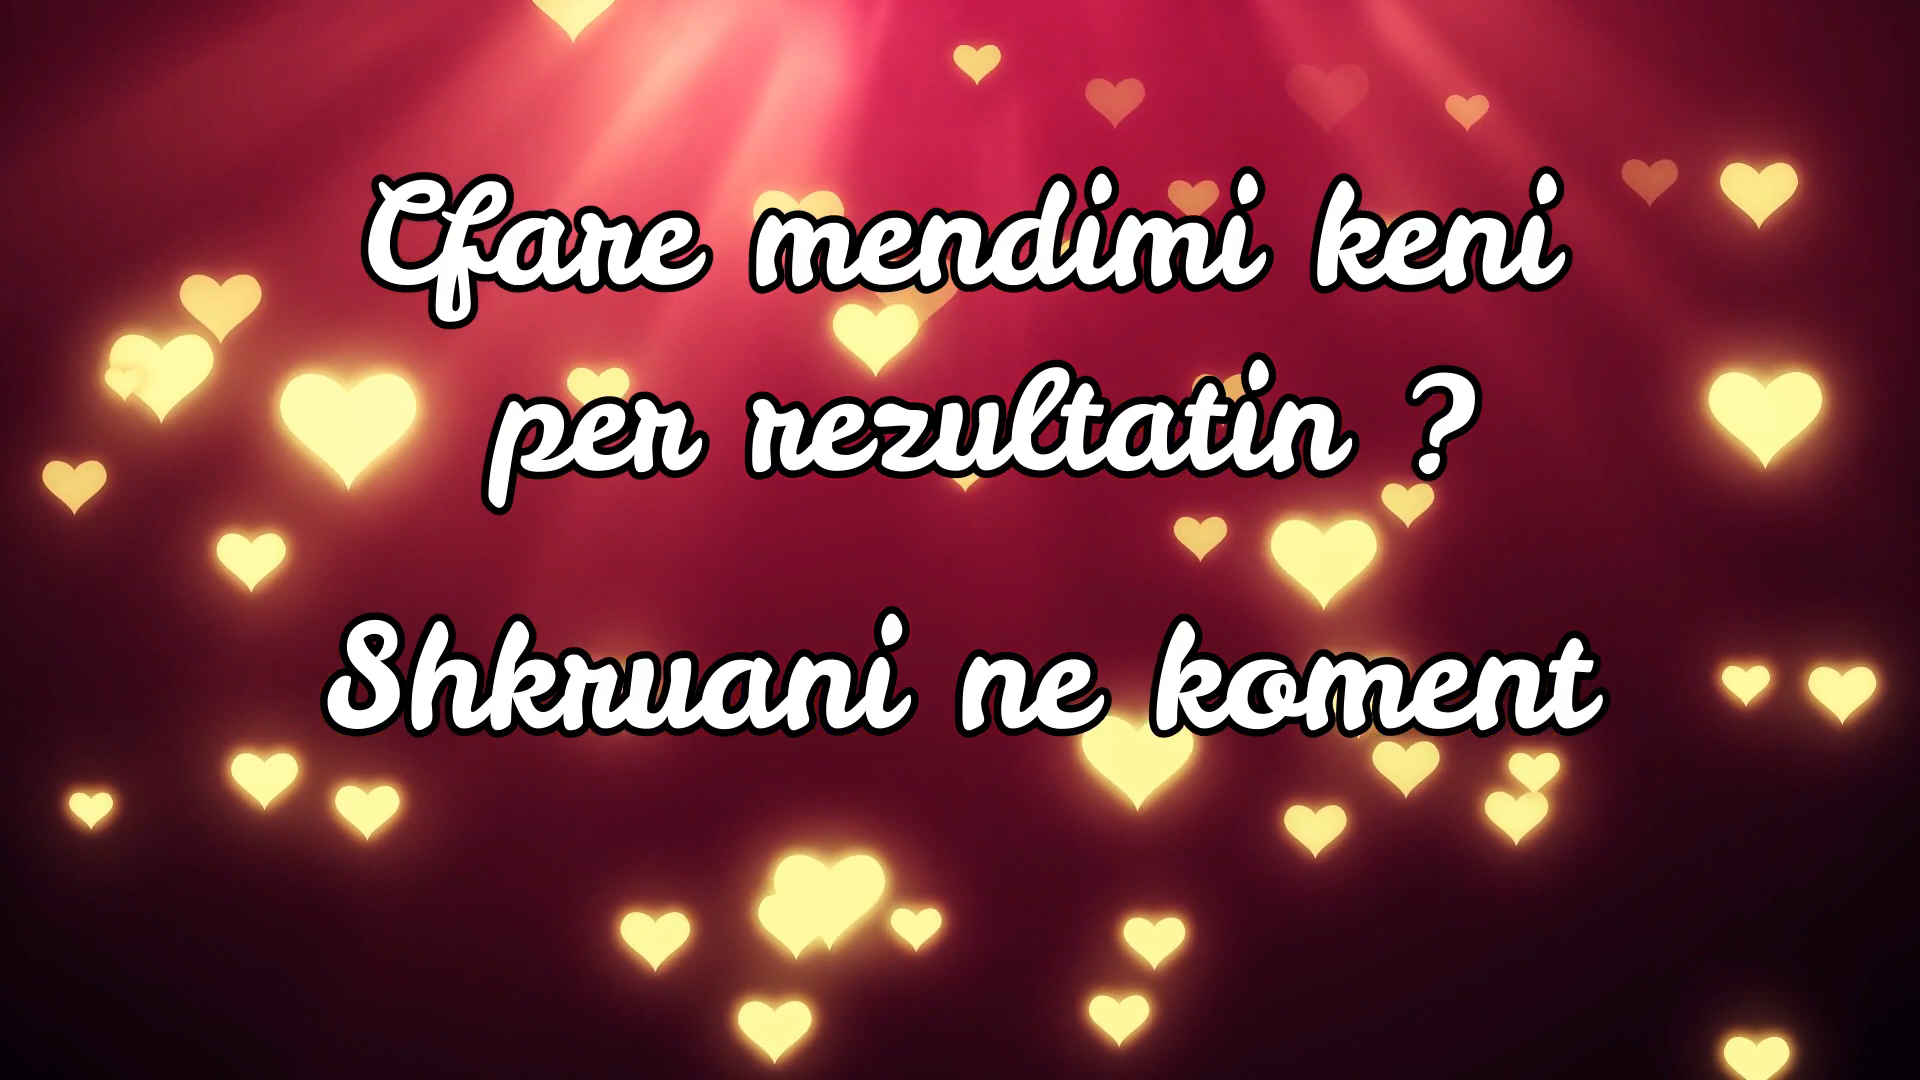 Cfare mendimi keni
per rezultatin ?
Shkruani ne koment